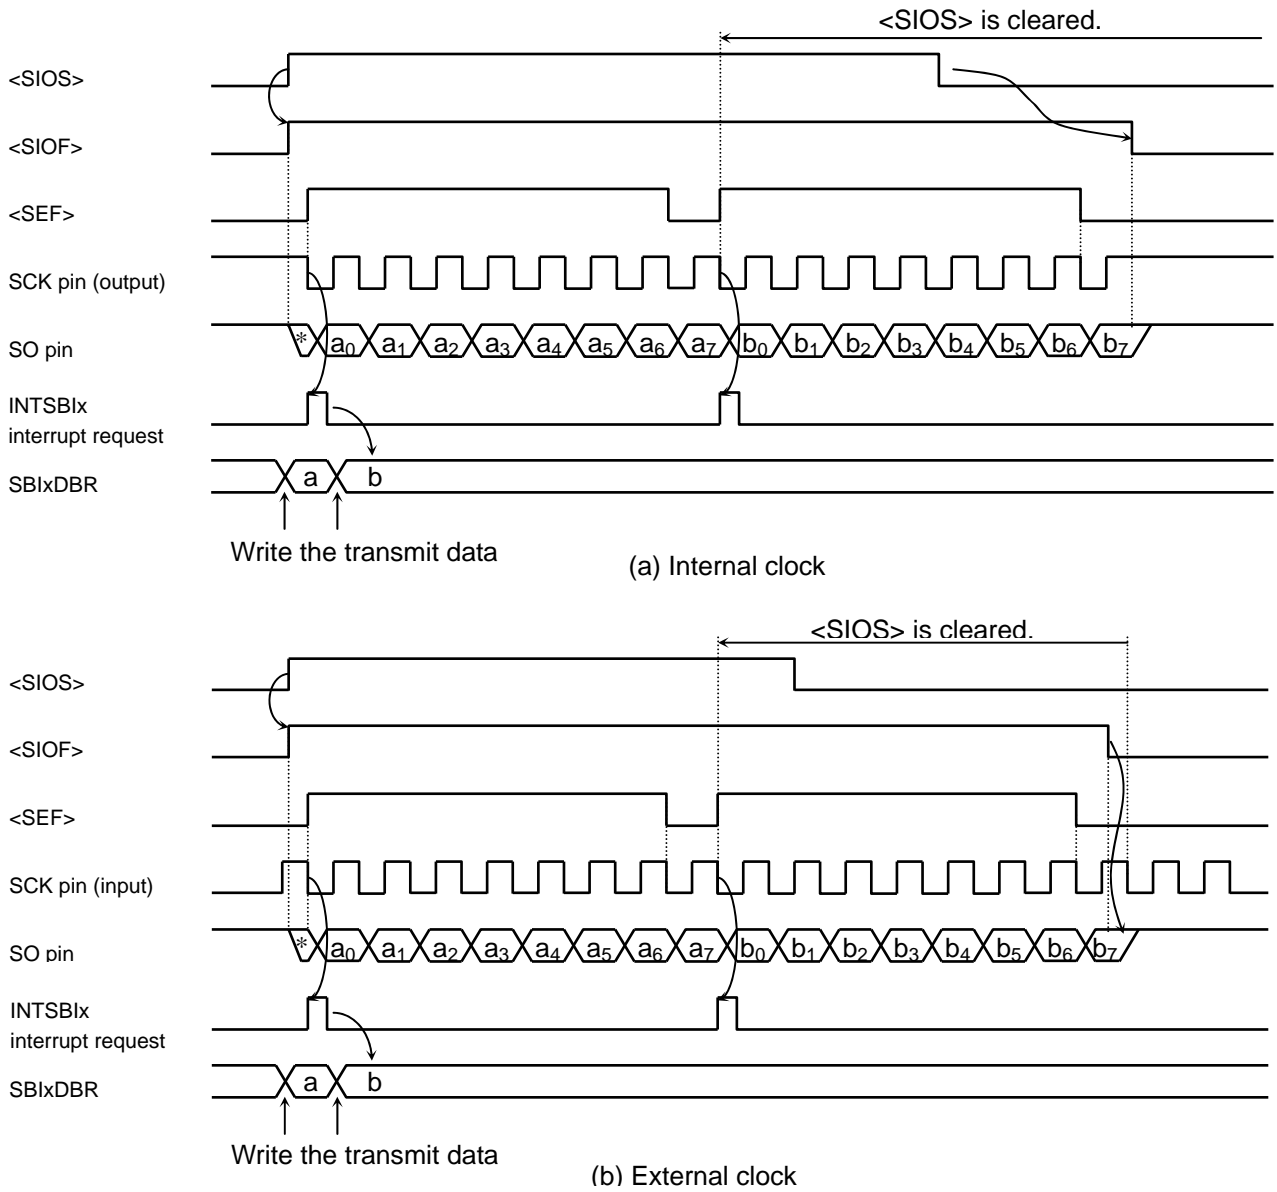 <SIOS> is cleared.
<SIOS>
<SIOF>
<SEF>
SCK pin (output)
SO pin
* a0 a1 a2 a3 a4 a5 a6 a7 b0 b1 b2 b3 b4 b5 b6 b7
INTSBIx
interrupt request
SBIxDBR
a b
Write the transmit data
(a) Internal clock
<SIOS> is cleared.
<SIOS>
<SIOF>
<SEF>
SCK pin (input)
SO pin
* a0 a1 a2 a3 a4 a5 a6 a7 b0 b1 b2 b3 b4 b5 b6 b7
INTSBIx
interrupt request
SBIxDBR
a b
Write the transmit data
(b) External clock